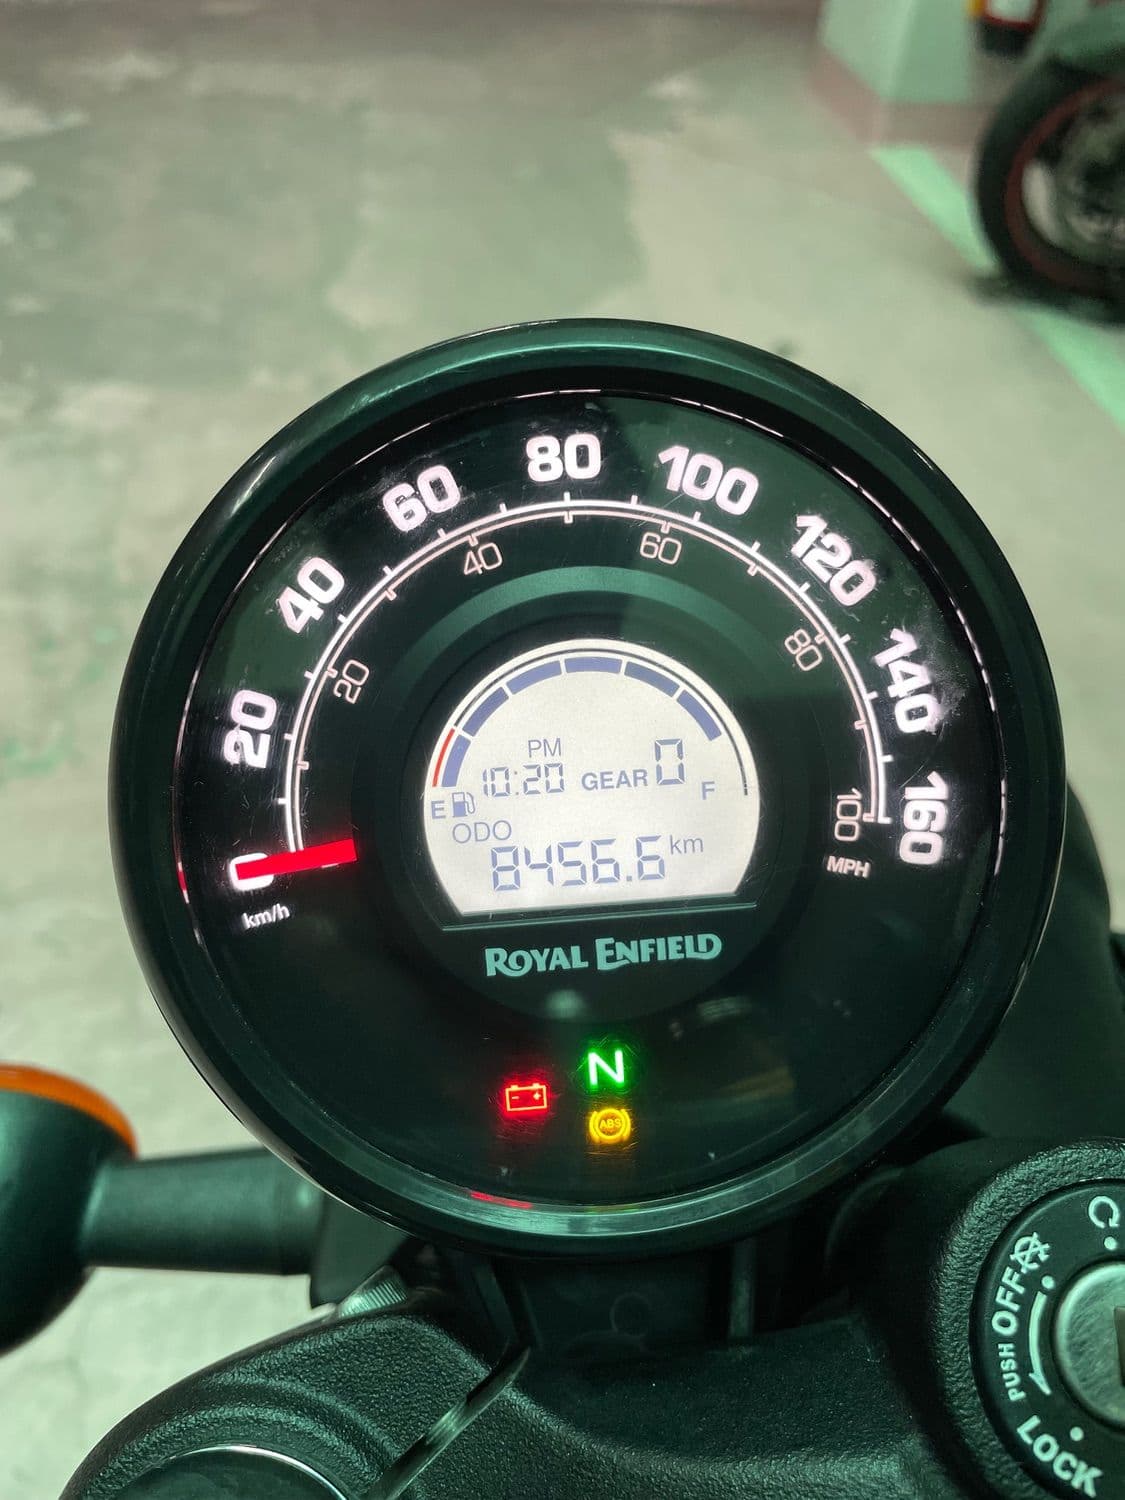 0
20
40
60
80
100
120
140
160
km/h
20
40
60
80
100
MPH
PM
10:20 GEAR 0
E F
ODO
8456.6 km
ROYAL ENFIELD
N
ABS
OFF
PUSH
LOCK